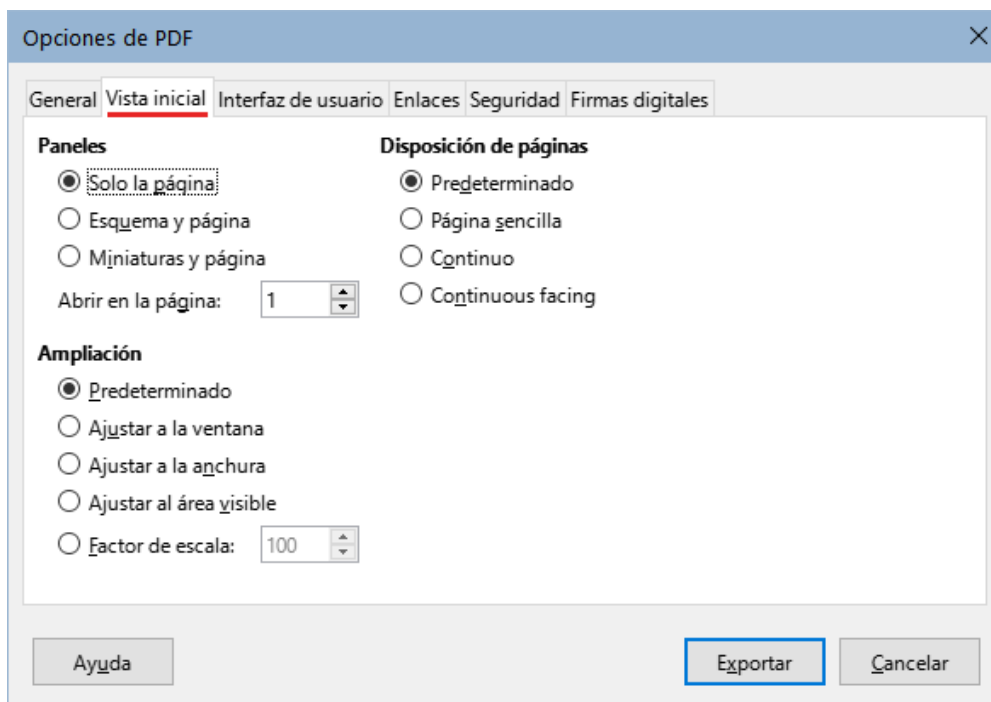 Opciones de PDF
General Vista inicial Interfaz de usuario Enlaces Seguridad Firmas digitales
Paneles
Solo la página
Esquema y página
Miniaturas y página
Abrir en la página: 1
Disposición de páginas
Predeterminado
Página sencilla
Continuo
Continuous facing
Ampliación
Predeterminado
Ajustar a la ventana
Ajustar a la anchura
Ajustar al área visible
Factor de escala: 100
Ayuda Exportar Cancelar